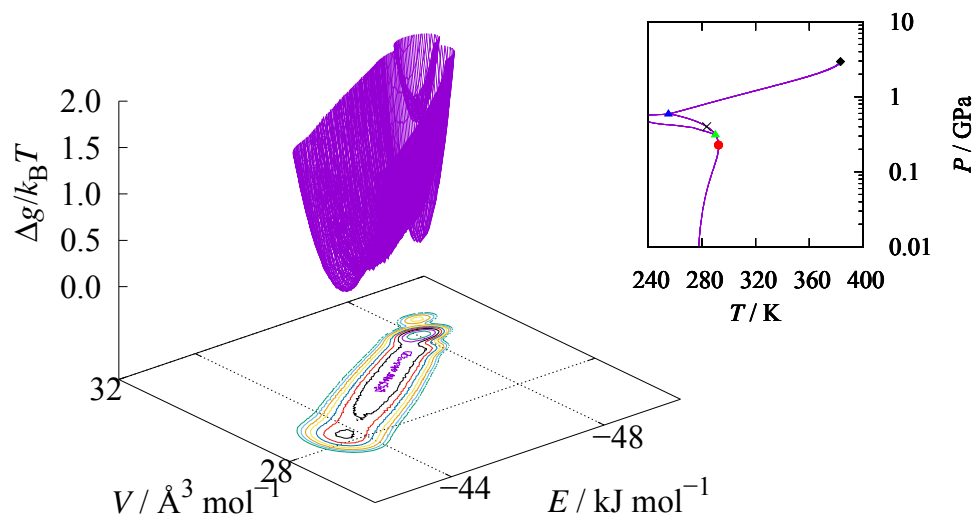 Δg/k_BT
2.0
1.5
1.0
0.5
0.0
32
28
V / Å³ mol⁻¹
−44
−48
E / kJ mol⁻¹
10
1
0.1
0.01
P / GPa
240 280 320 360 400
T / K